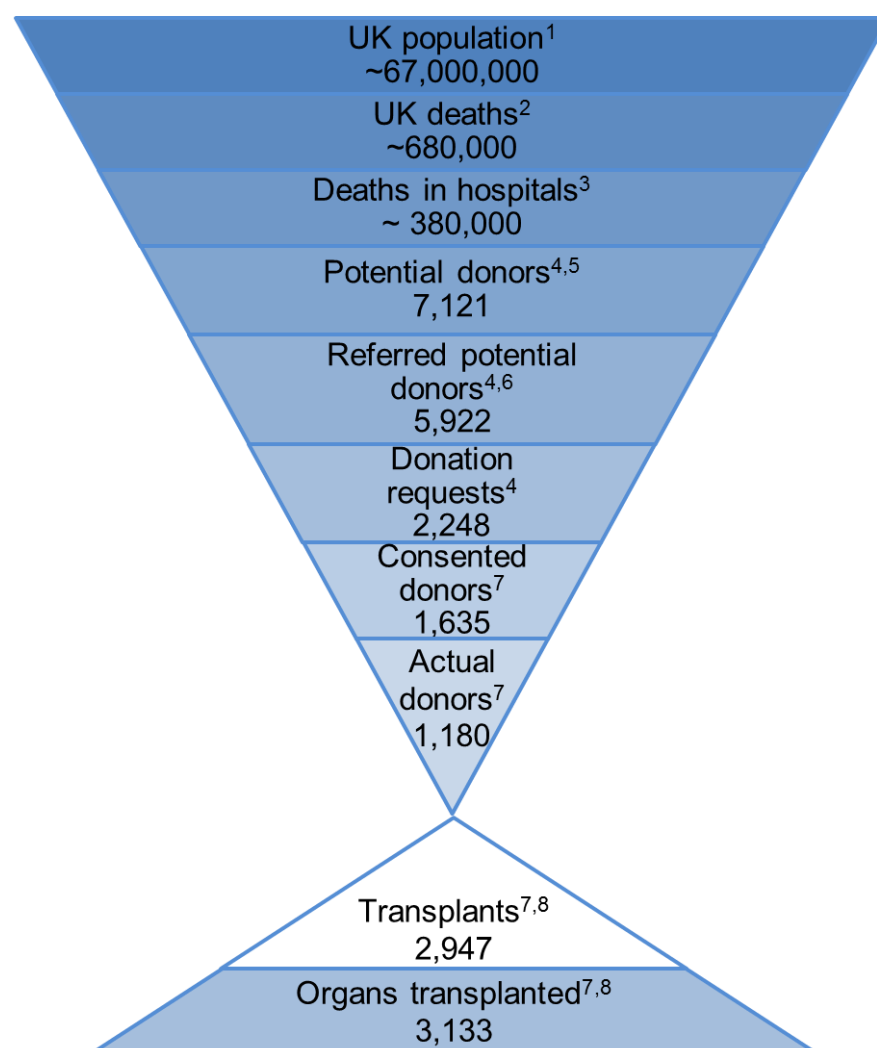 UK population¹
~67,000,000
UK deaths²
~680,000
Deaths in hospitals³
~ 380,000
Potential donors⁴,⁵
7,121
Referred potential
donors⁴,⁶
5,922
Donation
requests⁴
2,248
Consented
donors⁷
1,635
Actual
donors⁷
1,180
Transplants⁷,⁸
2,947
Organs transplanted⁷,⁸
3,133